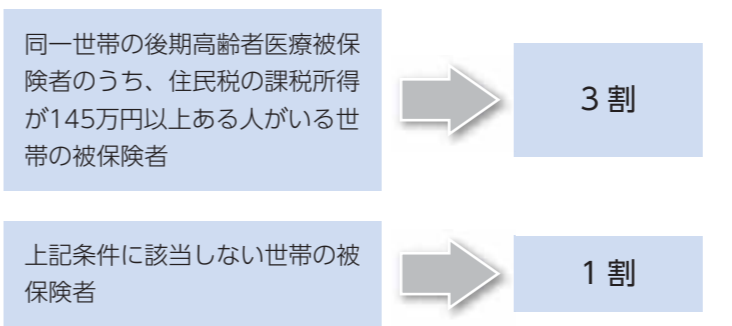 同一世帯の後期高齢者医療被保
険者のうち、住民税の課税所得
が145万円以上ある人がいる世
帯の被保険者
3割
上記条件に該当しない世帯の被
保険者
1割